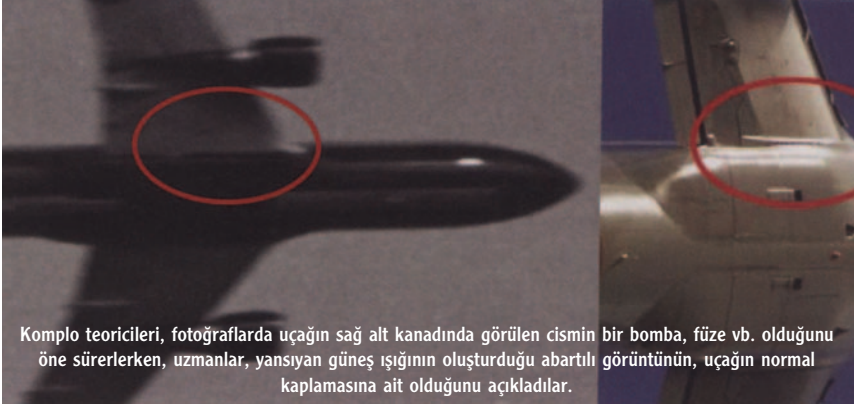 Komplo teoricileri, fotoğraflarda uçağın sağ alt kanadında görülen cismin bir bomba, füze vb. olduğunu
öne sürerlerken, uzmanlar, yansıyan güneş ışığının oluşturduğu abartılı görüntünün, uçağın normal
kaplamasına ait olduğunu açıkladılar.